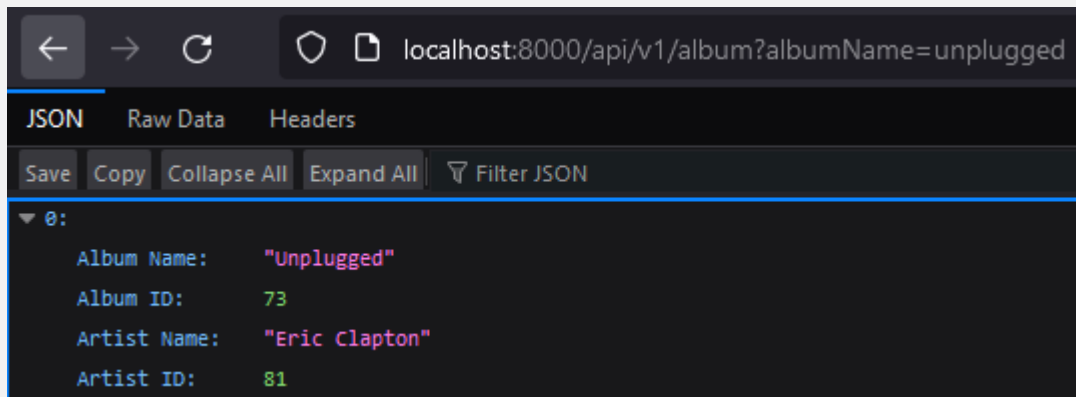 localhost:8000/api/v1/album?albumName=unplugged
JSON Raw Data Headers
Save Copy Collapse All Expand All Filter JSON
0:
Album Name: "Unplugged"
Album ID: 73
Artist Name: "Eric Clapton"
Artist ID: 81